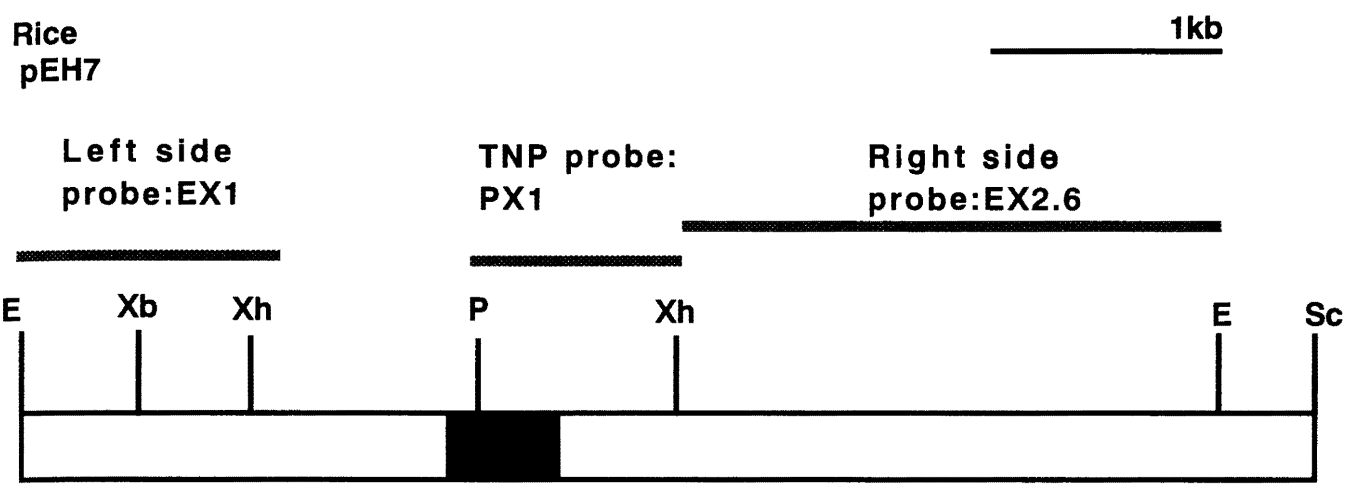 Rice
pEH7
1kb
Left side
probe:EX1
TNP probe:
PX1
Right side
probe:EX2.6
E Xb Xh P Xh E Sc